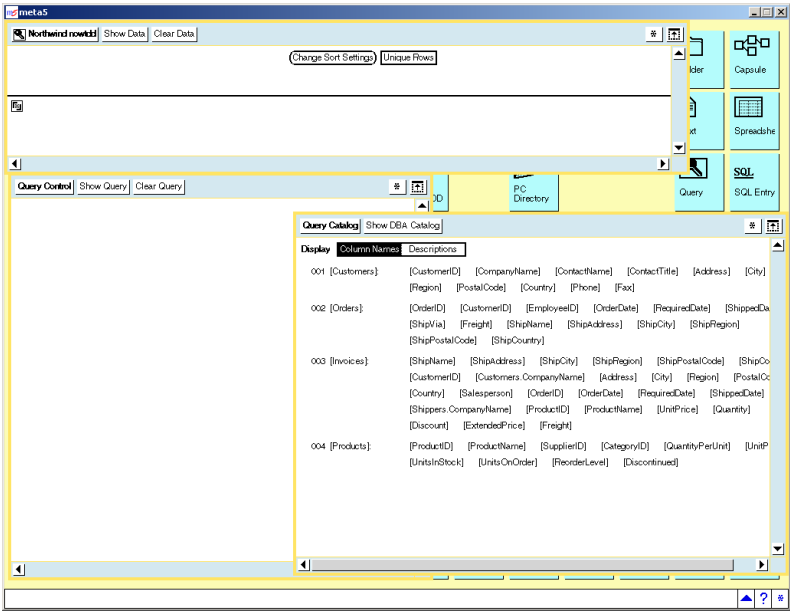 meta5
Northwind nowtdd Show Data Clear Data *
Change Sort Settings Unique Rows
Capsule
Spreadshe
Query Control Show Query Clear Query *
PC
Directory
Query
SQL
SQL Entry
Query Catalog Show DBA Catalog *
Display Column Names Descriptions
001 [Customers]: [CustomerID] [CompanyName] [ContactName] [ContactTitle] [Address] [City]
[Region] [PostalCode] [Country] [Phone] [Fax]
002 [Orders]: [OrderID] [CustomerID] [EmployeeID] [OrderDate] [RequiredDate] [ShippedDa
[ShipVia] [Freight] [ShipName] [ShipAddress] [ShipCity] [ShipRegion]
[ShipPostalCode] [ShipCountry]
003 [Invoices]: [ShipName] [ShipAddress] [ShipCity] [ShipRegion] [ShipPostalCode] [ShipCo
[CustomerID] [Customers.CompanyName] [Address] [City] [Region] [PostalCo
[Country] [Salesperson] [OrderID] [OrderDate] [RequiredDate] [ShippedDate]
[Shippers.CompanyName] [ProductID] [ProductName] [UnitPrice] [Quantity]
[Discount] [ExtendedPrice] [Freight]
004 [Products]: [ProductID] [ProductName] [SupplierID] [CategoryID] [QuantityPerUnit] [UnitP
[UnitsInStock] [UnitsOnOrder] [ReorderLevel] [Discontinued]
? *